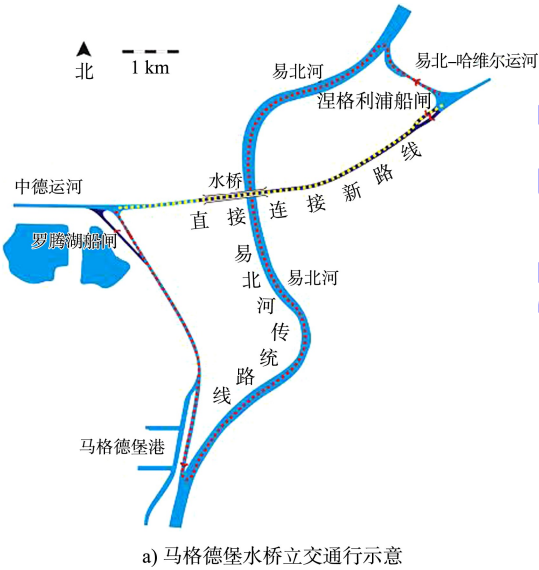 北
1 km
易北河
易北–哈维尔运河
涅格利浦船闸
水桥
中德运河
直接连接新路线
罗腾湖船闸
易北河
易北河传统路线
马格德堡港
a) 马格德堡水桥立交通行示意